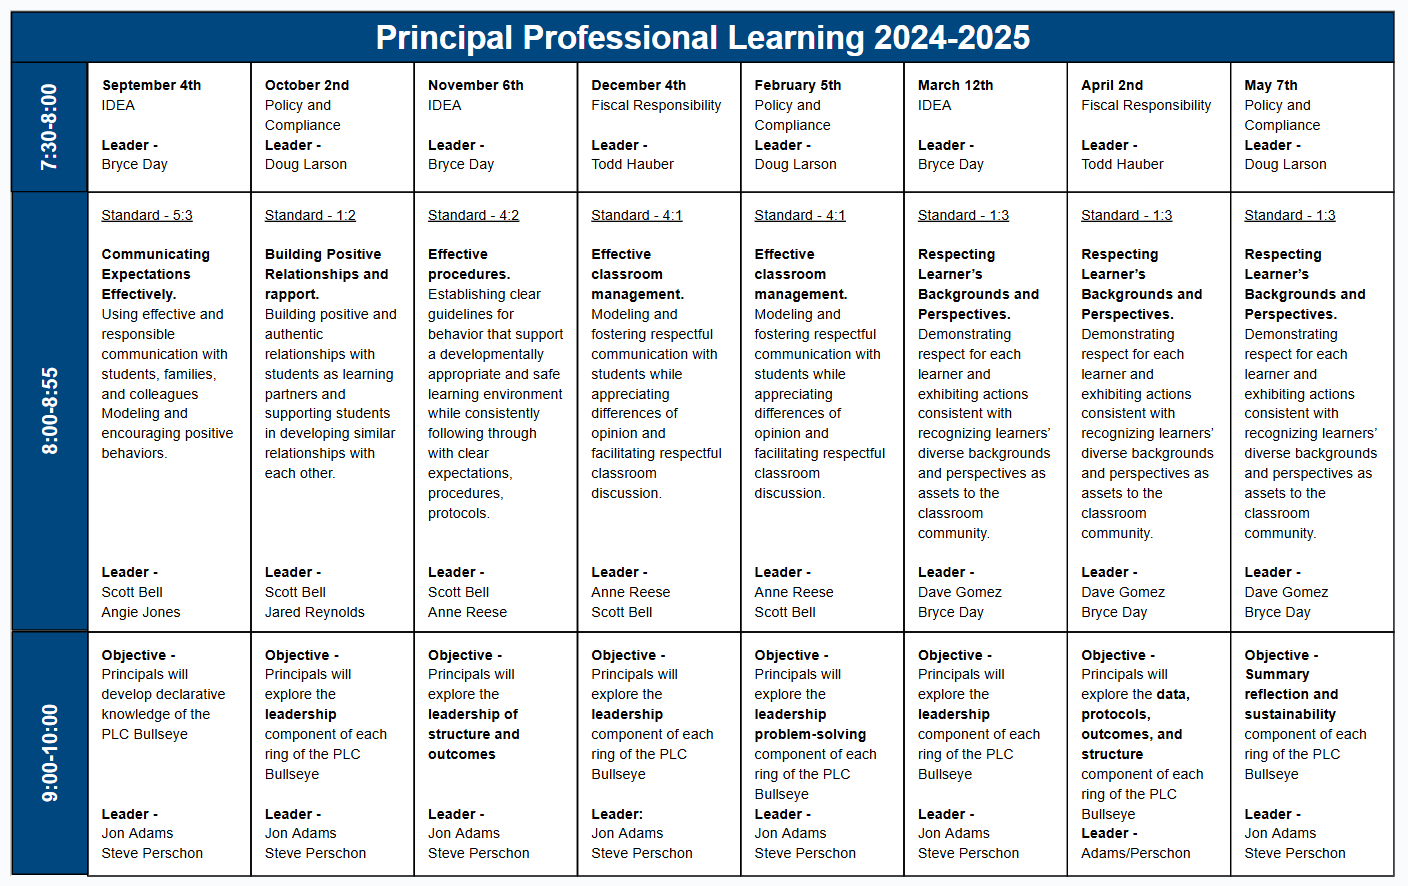 Principal Professional Learning 2024-2025
7:30-8:00
September 4th
IDEA
Leader -
Bryce Day
October 2nd
Policy and
Compliance
Leader -
Doug Larson
November 6th
IDEA
Leader -
Bryce Day
December 4th
Fiscal Responsibility
Leader -
Todd Hauber
February 5th
Policy and
Compliance
Leader -
Doug Larson
March 12th
IDEA
Leader -
Bryce Day
April 2nd
Fiscal Responsibility
Leader -
Todd Hauber
May 7th
Policy and
Compliance
Leader -
Doug Larson
8:00-8:55
Standard - 5:3
Communicating
Expectations
Effectively.
Using effective and
responsible
communication with
students, families,
and colleagues
Modeling and
encouraging positive
behaviors.
Leader -
Scott Bell
Angie Jones
Standard - 1:2
Building Positive
Relationships and
rapport.
Building positive and
authentic
relationships with
students as learning
partners and
supporting students
in developing similar
relationships with
each other.
Leader -
Scott Bell
Jared Reynolds
Standard - 4:2
Effective
procedures.
Establishing clear
guidelines for
behavior that support
a developmentally
appropriate and safe
learning environment
while consistently
following through
with clear
expectations,
procedures,
protocols.
Leader -
Scott Bell
Anne Reese
Standard - 4:1
Effective
classroom
management.
Modeling and
fostering respectful
communication with
students while
appreciating
differences of
opinion and
facilitating respectful
classroom
discussion.
Leader -
Anne Reese
Scott Bell
Standard - 4:1
Effective
classroom
management.
Modeling and
fostering respectful
communication with
students while
appreciating
differences of
opinion and
facilitating respectful
classroom
discussion.
Leader -
Anne Reese
Scott Bell
Standard - 1:3
Respecting
Learner’s
Backgrounds and
Perspectives.
Demonstrating
respect for each
learner and
exhibiting actions
consistent with
recognizing learners’
diverse backgrounds
and perspectives as
assets to the
classroom
community.
Leader -
Dave Gomez
Bryce Day
Standard - 1:3
Respecting
Learner’s
Backgrounds and
Perspectives.
Demonstrating
respect for each
learner and
exhibiting actions
consistent with
recognizing learners’
diverse backgrounds
and perspectives as
assets to the
classroom
community.
Leader -
Dave Gomez
Bryce Day
Standard - 1:3
Respecting
Learner’s
Backgrounds and
Perspectives.
Demonstrating
respect for each
learner and
exhibiting actions
consistent with
recognizing learners’
diverse backgrounds
and perspectives as
assets to the
classroom
community.
Leader -
Dave Gomez
Bryce Day
9:00-10:00
Objective -
Principals will
develop declarative
knowledge of the
PLC Bullseye
Leader -
Jon Adams
Steve Perschon
Objective -
Principals will
explore the
leadership
component of each
ring of the PLC
Bullseye
Leader -
Jon Adams
Steve Perschon
Objective -
Principals will
explore the
leadership of
structure and
outcomes
Leader -
Jon Adams
Steve Perschon
Objective -
Principals will
explore the
leadership
component of each
ring of the PLC
Bullseye
Leader:
Jon Adams
Steve Perschon
Objective -
Principals will
explore the
leadership
problem-solving
component of each
ring of the PLC
Bullseye
Leader -
Jon Adams
Steve Perschon
Objective -
Principals will
explore the
leadership
component of each
ring of the PLC
Bullseye
Leader -
Jon Adams
Steve Perschon
Objective -
Principals will
explore the data,
protocols,
outcomes, and
structure
component of each
ring of the PLC
Bullseye
Leader -
Adams/Perschon
Objective -
Summary
reflection and
sustainability
component of each
ring of the PLC
Bullseye
Leader -
Jon Adams
Steve Perschon